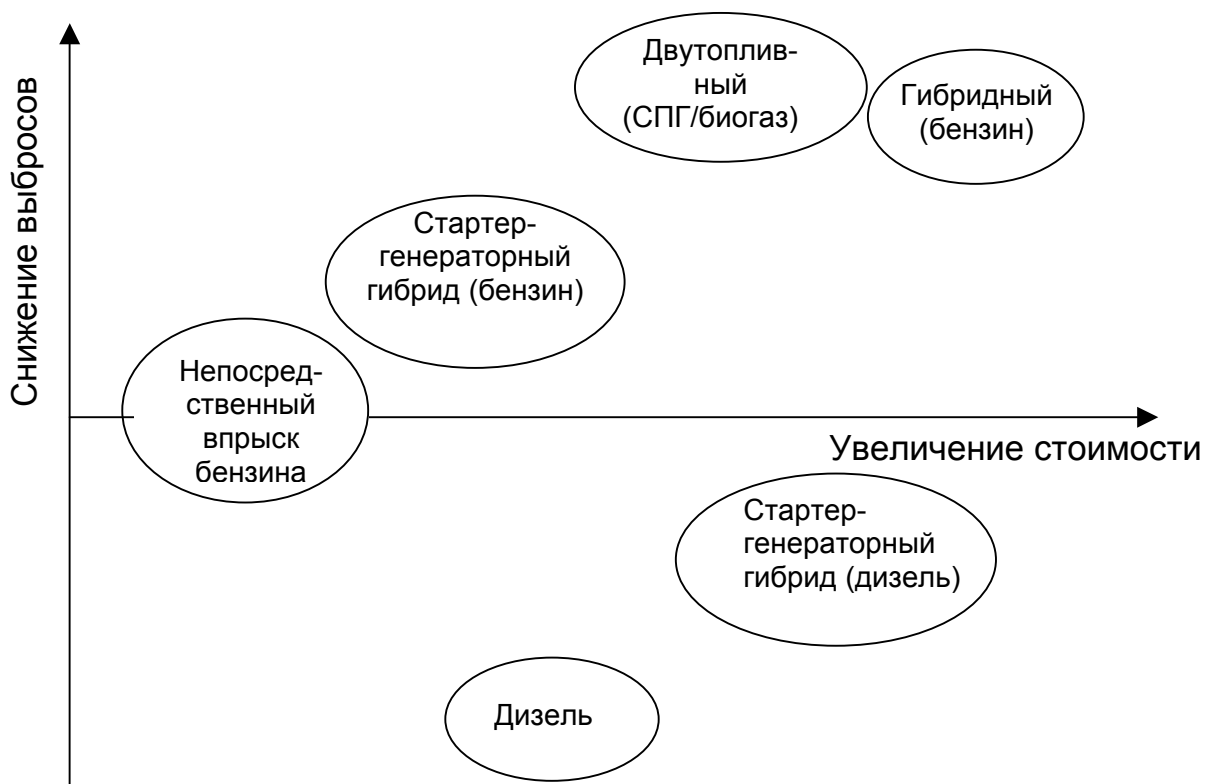 Снижение выбросов
Двутоплив-
ный
(СПГ/биогаз)
Гибридный
(бензин)
Стартер-
генераторный
гибрид (бензин)
Непосред-
ственный
впрыск
бензина
Увеличение стоимости
Стартер-
генераторный
гибрид (дизель)
Дизель